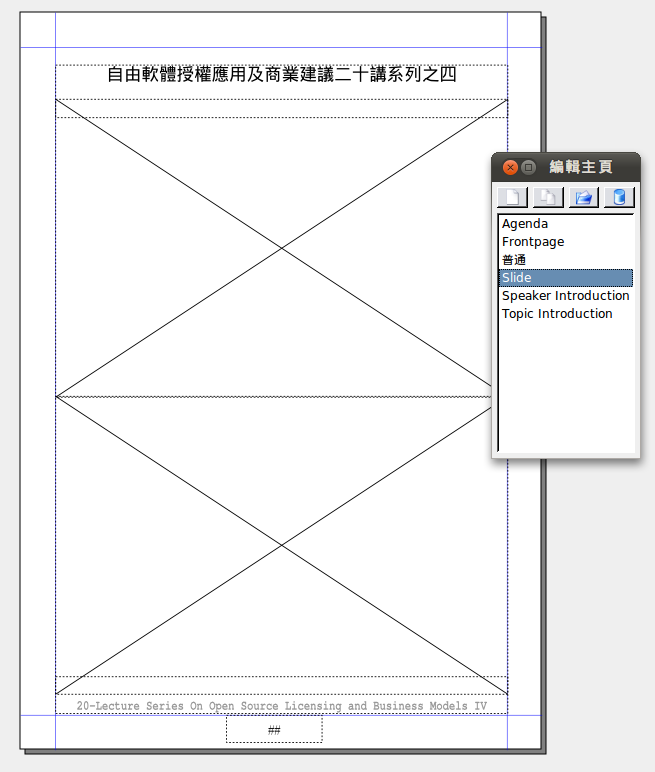 自由軟體授權應用及商業建議二十講系列之四
編輯主頁
Agenda
Frontpage
普通
Slide
Speaker Introduction
Topic Introduction
20-Lecture Series On Open Source Licensing and Business Models IV
##